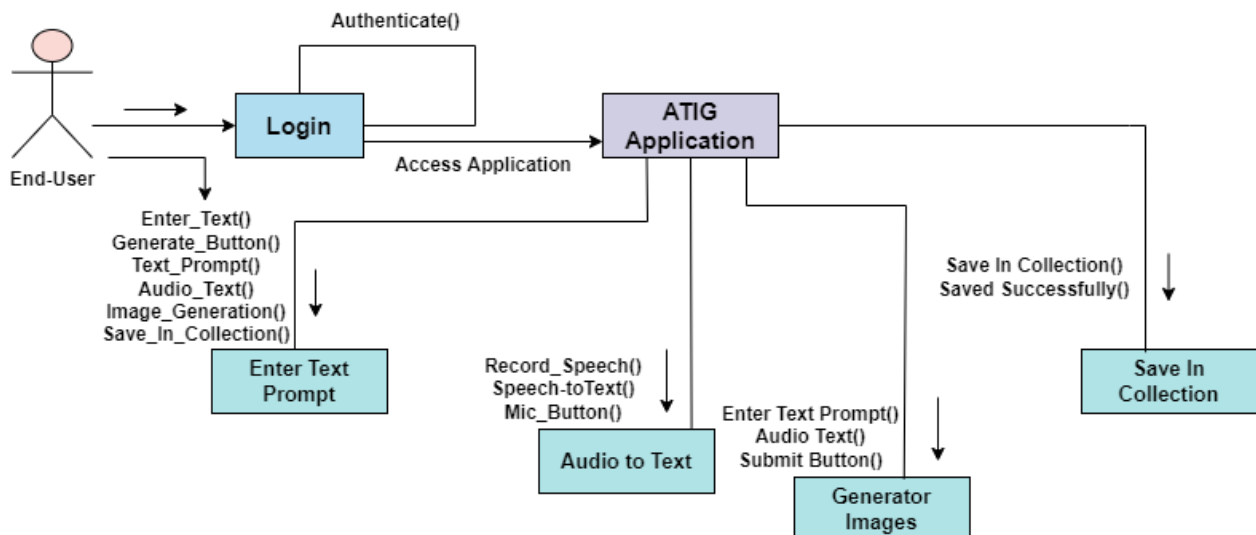 Authenticate()
Login
ATIG
Application
Access Application
End-User
Enter_Text()
Generate_Button()
Text_Prompt()
Audio_Text()
Image_Generation()
Save_In_Collection()
Enter Text
Prompt
Record_Speech()
Speech-toText()
Mic_Button()
Audio to Text
Enter Text Prompt()
Audio Text()
Submit Button()
Generator
Images
Save In Collection()
Saved Successfully()
Save In
Collection